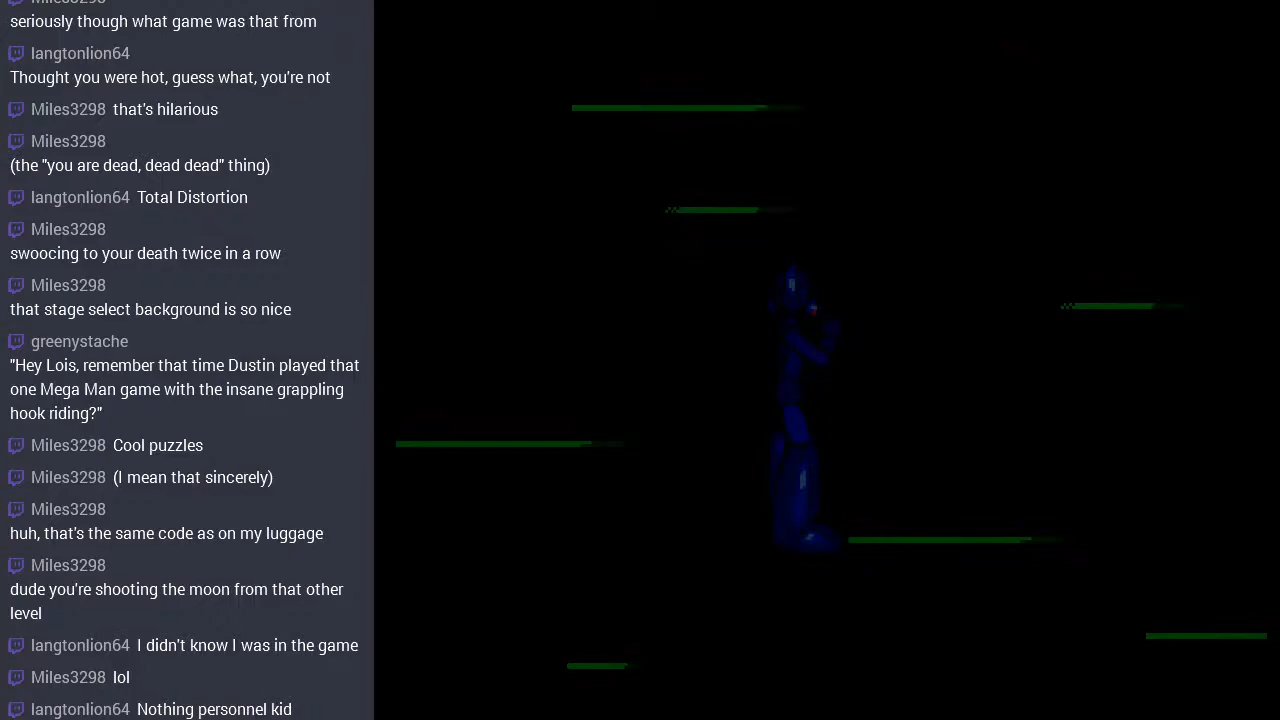 seriously though what game was that from
langtonlion64
Thought you were hot, guess what, you're not
Miles3298 that's hilarious
Miles3298
(the "you are dead, dead dead" thing)
langtonlion64 Total Distortion
Miles3298
swoocing to your death twice in a row
Miles3298
that stage select background is so nice
greenystache
"Hey Lois, remember that time Dustin played that
one Mega Man game with the insane grappling
hook riding?"
Miles3298 Cool puzzles
Miles3298 (I mean that sincerely)
Miles3298
huh, that's the same code as on my luggage
Miles3298
dude you're shooting the moon from that other
level
langtonlion64 I didn't know I was in the game
Miles3298 lol
langtonlion64 Nothing personnel kid